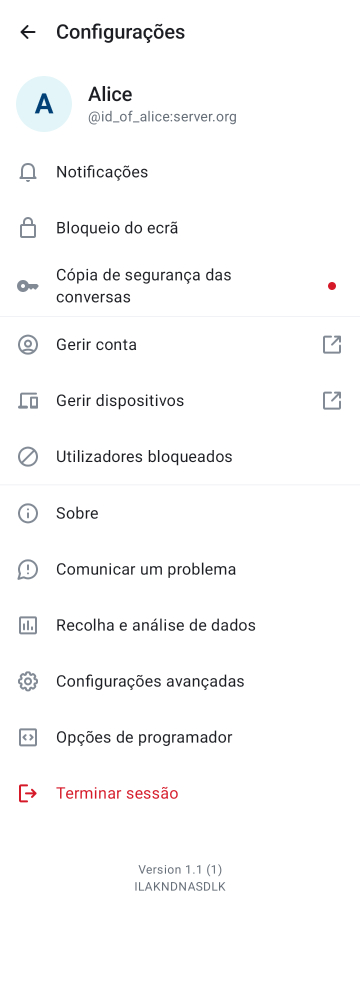 Configurações
A
Alice
@id_of_alice:server.org
Notificações
Bloqueio do ecrã
Cópia de segurança das
conversas
Gerir conta
Gerir dispositivos
Utilizadores bloqueados
Sobre
Comunicar um problema
Recolha e análise de dados
Configurações avançadas
Opções de programador
Terminar sessão
Version 1.1 (1)
ILAKNDNASDLK